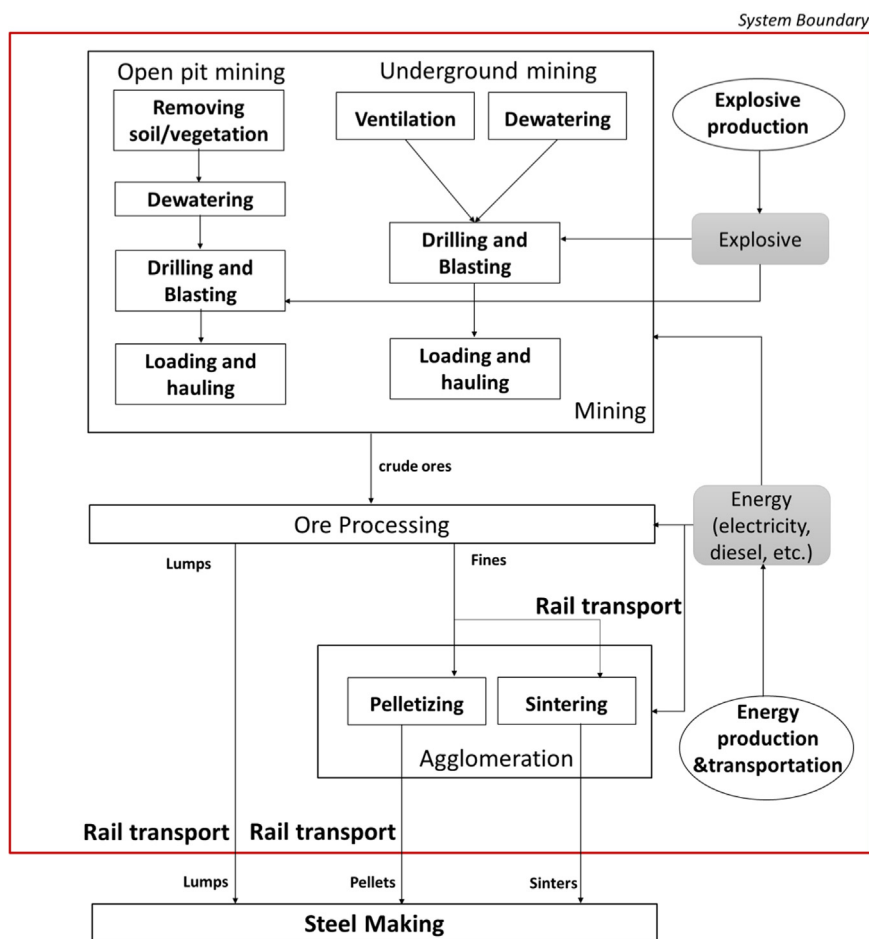 System Boundary
Open pit mining
Underground mining
Removing
soil/vegetation
Ventilation
Dewatering
Explosive
production
Dewatering
Drilling and
Blasting
Explosive
Drilling and
Blasting
Loading and
hauling
Loading and
hauling
Mining
crude ores
Energy
(electricity,
diesel, etc.)
Ore Processing
Lumps
Fines
Rail transport
Pelletizing
Sintering
Agglomeration
Energy
production
&transportation
Rail transport
Rail transport
Lumps
Pellets
Sinters
Steel Making